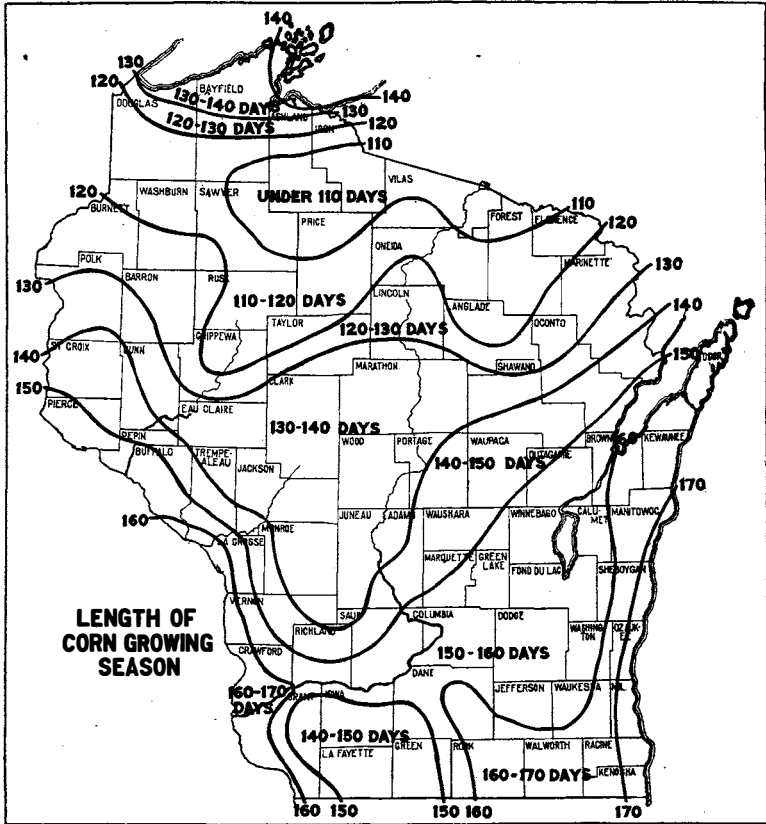 140
130
120
BAYFIELD
DOUGLAS
130-140 DAYS
ASHLAND
130
140
120-130 DAYS
IRON
120
110
VILAS
120
BURNETT
WASHBURN
SAWYER
UNDER 110 DAYS
110
FOREST
FLORENCE
PRICE
120
ONEIDA
POLK
MARINETTE
130
BARRON
RUSK
130
110-120 DAYS
LINCOLN
LANGLADE
140
TAYLOR
OCONTO
120-130 DAYS
CHIPPEWA
140
ST CROIX
DUNN
150
DOOR
MARATHON
SHAWANO
CLARK
150
PIERCE
EAU CLAIRE
PEPIN
130-140 DAYS
BUFFALO
TREMPE-
ALEAU
WOOD
PORTAGE
WAUPACA
BROWN
160
KEWAUNEE
OUTAGAMIE
JACKSON
140-150 DAYS
170
160
MONROE
JUNEAU
ADAMS
WAUSHARA
WINNEBAGO
CALU-
MET
MANITOWOC
LA CROSSE
MARQUETTE
GREEN
LAKE
FOND DU LAC
SHEBOYGAN
VERNON
LENGTH OF
CORN GROWING
SEASON
SAUK
COLUMBIA
DODGE
RICHLAND
WASHING-
TON
OZAUK-
EE
CRAWFORD
150-160 DAYS
DANE
160-170
DAYS
GRANT
IOWA
JEFFERSON
WAUKESHA
MIL.
140-150 DAYS
LA FAYETTE
GREEN
ROCK
WALWORTH
RACINE
160-170 DAYS
KENOSHA
160
150
150
160
170